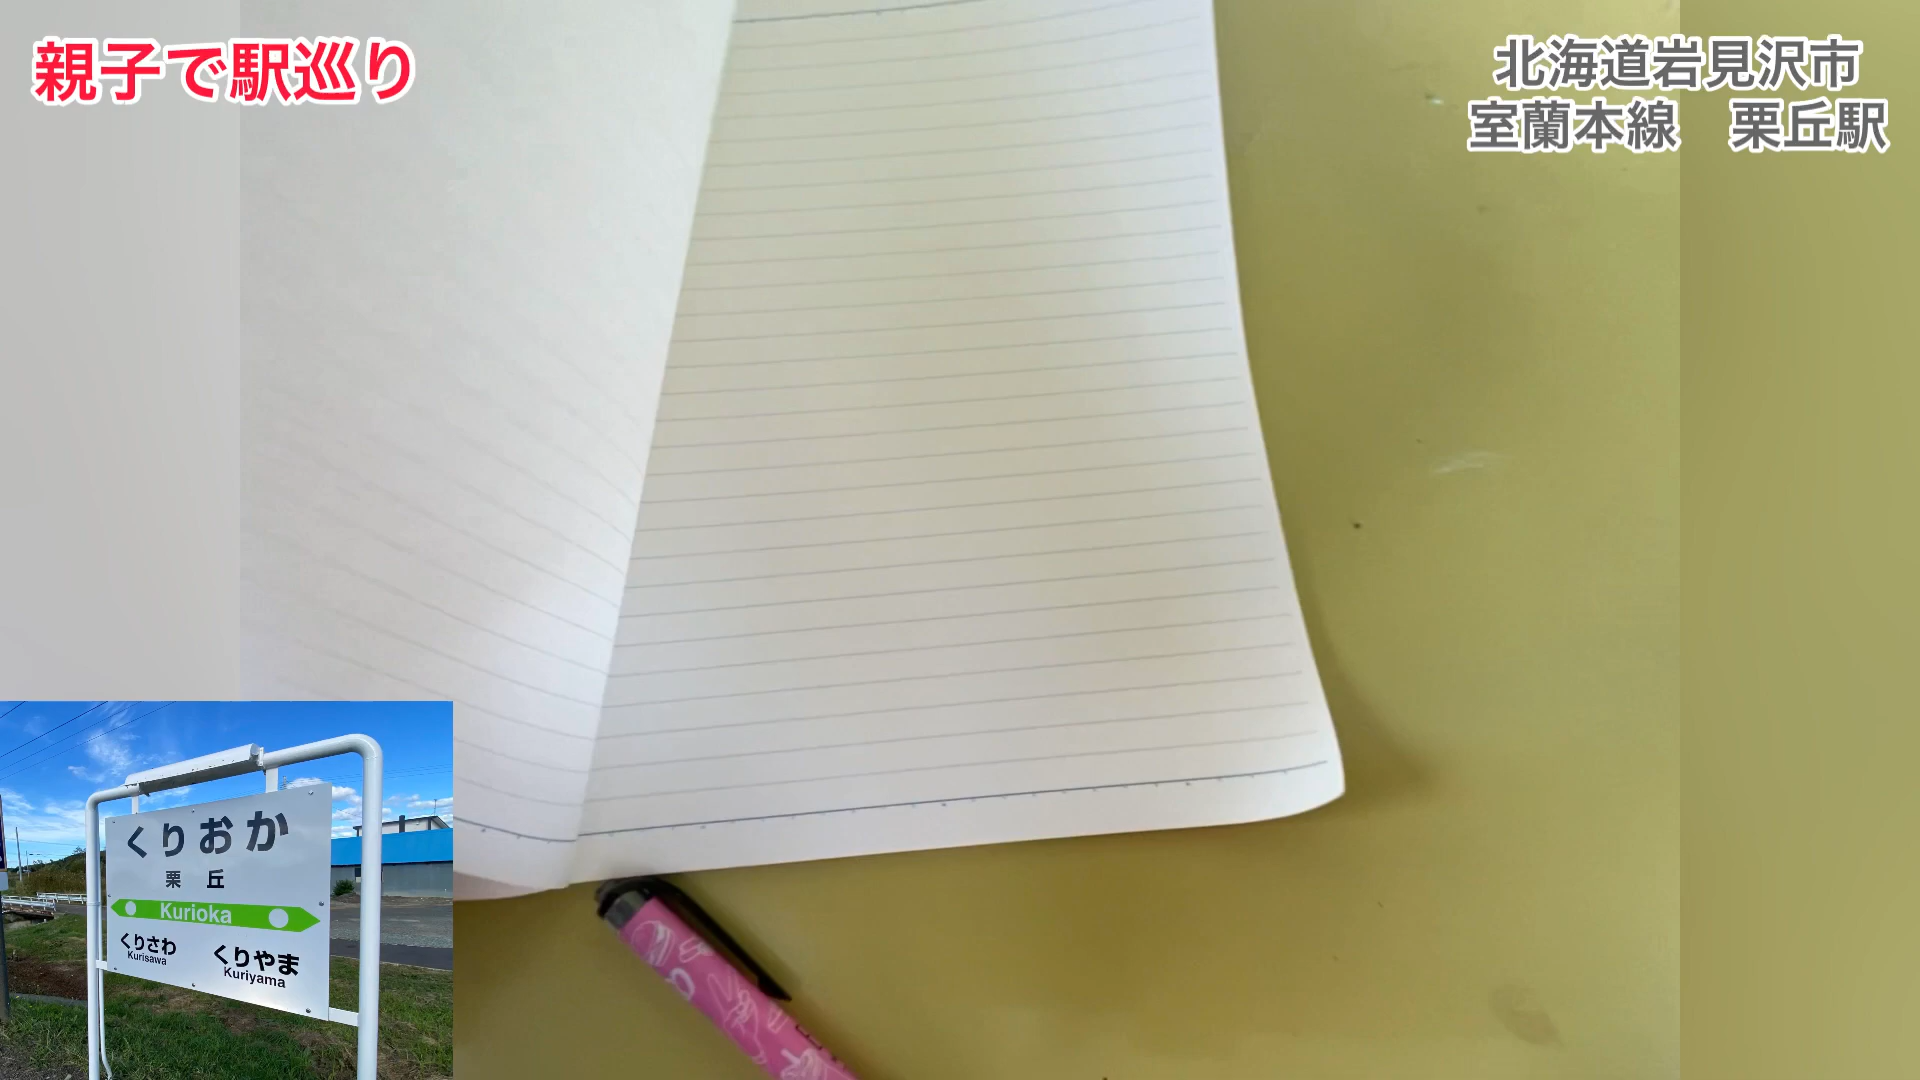 親子で駅巡り
北海道岩見沢市
室蘭本線　栗丘駅
くりおか
栗丘
Kurioka
くりさわ
Kurisawa
くりやま
Kuriyama